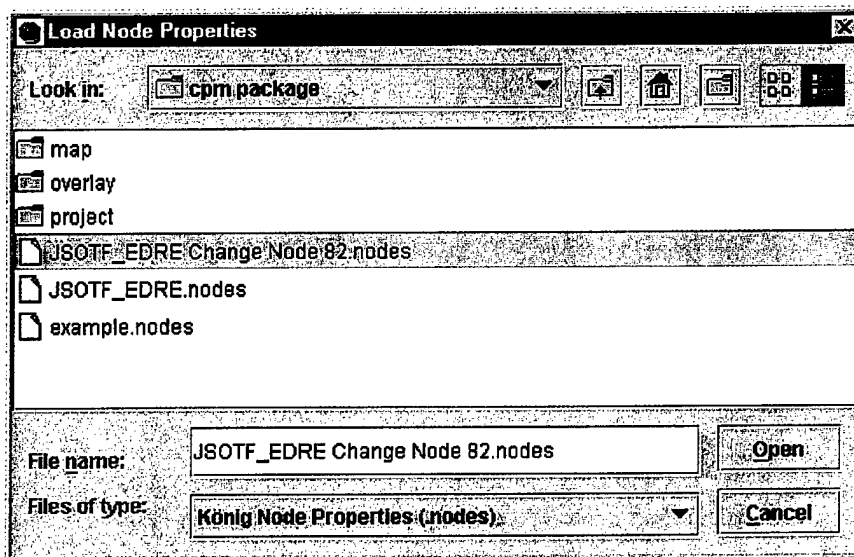 Load Node Properties
Look in: cpm package
map
overlay
project
JSOTF_EDRE Change Node 82.nodes
JSOTF_EDRE.nodes
example.nodes
File name: JSOTF_EDRE Change Node 82.nodes Open
Files of type: König Node Properties (.nodes) Cancel